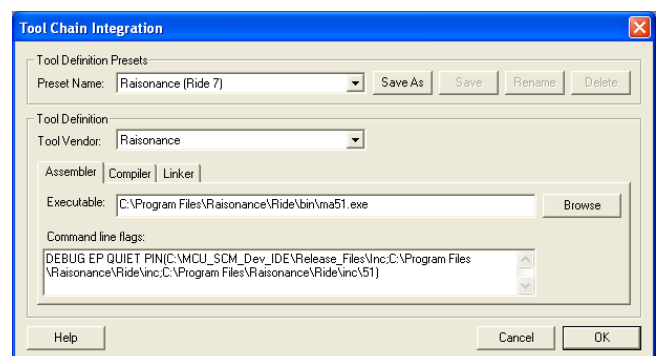 Tool Chain Integration
Tool Definition Presets
Preset Name: Raisonance (Ride 7) Save As Save Rename Delete
Tool Definition
Tool Vendor: Raisonance
Assembler Compiler Linker
Executable: C:\Program Files\Raisonance\Ride\bin\ma51.exe Browse
Command line flags:
DEBUG EP QUIET PIN(C:\MCU_SCM_Dev_IDE\Release_Files\Inc;C:\Program Files
\Raisonance\Ride\inc;C:\Program Files\Raisonance\Ride\inc\51)
Help Cancel OK